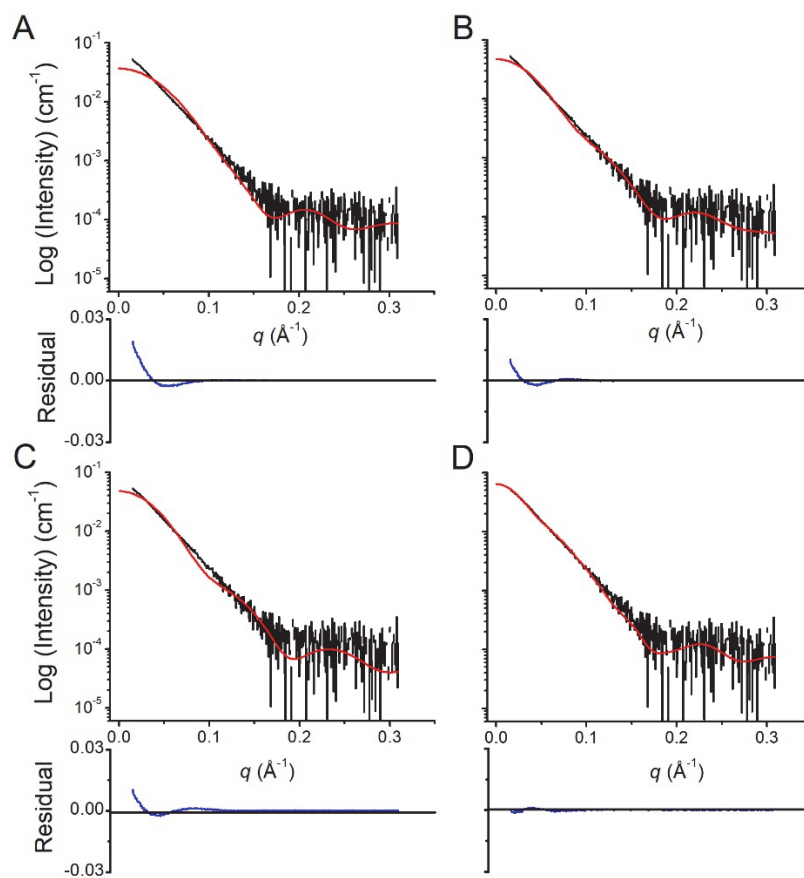 A
B
Log (Intensity) (cm⁻¹)
10⁻¹
10⁻²
10⁻³
10⁻⁴
10⁻⁵
0.0 0.1 0.2 0.3
q (Å⁻¹)
0.0 0.1 0.2 0.3
q (Å⁻¹)
Residual
0.03
0.00
-0.03
C
D
Log (Intensity) (cm⁻¹)
10⁻¹
10⁻²
10⁻³
10⁻⁴
10⁻⁵
0.0 0.1 0.2 0.3
q (Å⁻¹)
0.0 0.1 0.2 0.3
q (Å⁻¹)
Residual
0.03
0.00
-0.03